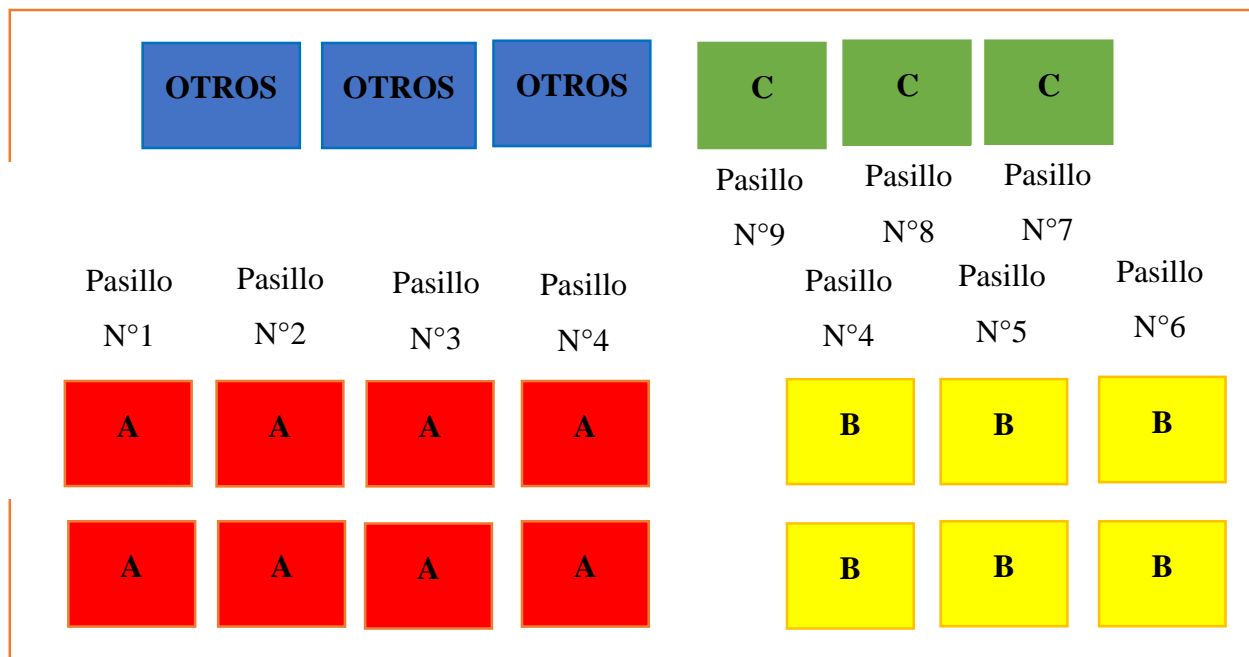 OTROS OTROS OTROS C C C
Pasillo Pasillo Pasillo
N°9 N°8 N°7
Pasillo Pasillo Pasillo Pasillo Pasillo Pasillo Pasillo
N°1 N°2 N°3 N°4 N°4 N°5 N°6
A A A A B B B
A A A A B B B